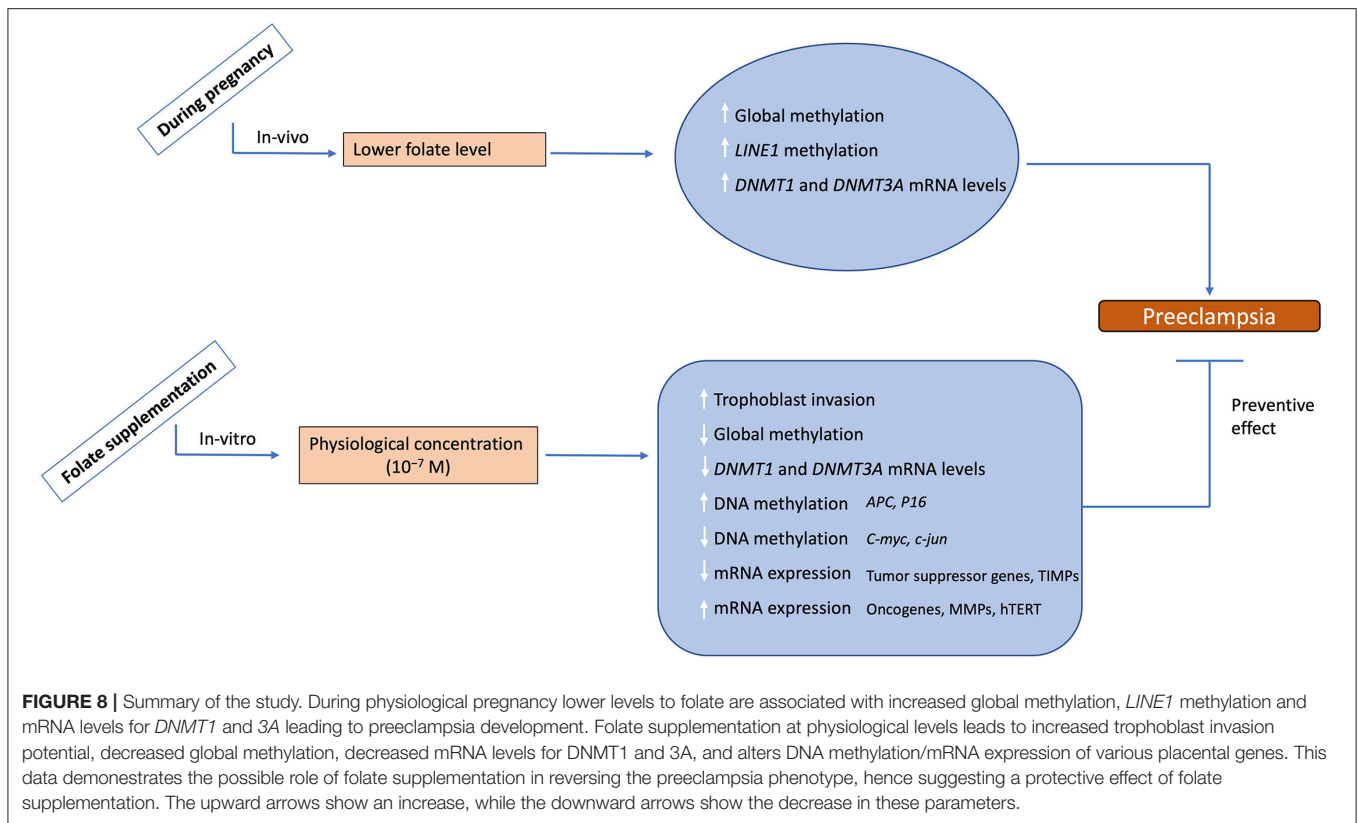 During pregnancy
In-vivo
Lower folate level
↑ Global methylation
↑ LINE1 methylation
↑ DNMT1 and DNMT3A mRNA levels
Preeclampsia
Folate supplementation
In-vitro
Physiological concentration
(10⁻⁷ M)
↑ Trophoblast invasion
↓ Global methylation
↓ DNMT1 and DNMT3A mRNA levels
↑ DNA methylation APC, P16
↓ DNA methylation C-myc, c-jun
↓ mRNA expression Tumor suppressor genes, TIMPs
↑ mRNA expression Oncogenes, MMPs, hTERT
Preventive
effect
FIGURE 8 | Summary of the study. During physiological pregnancy lower levels to folate are associated with increased global methylation, LINE1 methylation and
mRNA levels for DNMT1 and 3A leading to preeclampsia development. Folate supplementation at physiological levels leads to increased trophoblast invasion
potential, decreased global methylation, decreased mRNA levels for DNMT1 and 3A, and alters DNA methylation/mRNA expression of various placental genes. This
data demonestrates the possible role of folate supplementation in reversing the preeclampsia phenotype, hence suggesting a protective effect of folate
supplementation. The upward arrows show an increase, while the downward arrows show the decrease in these parameters.